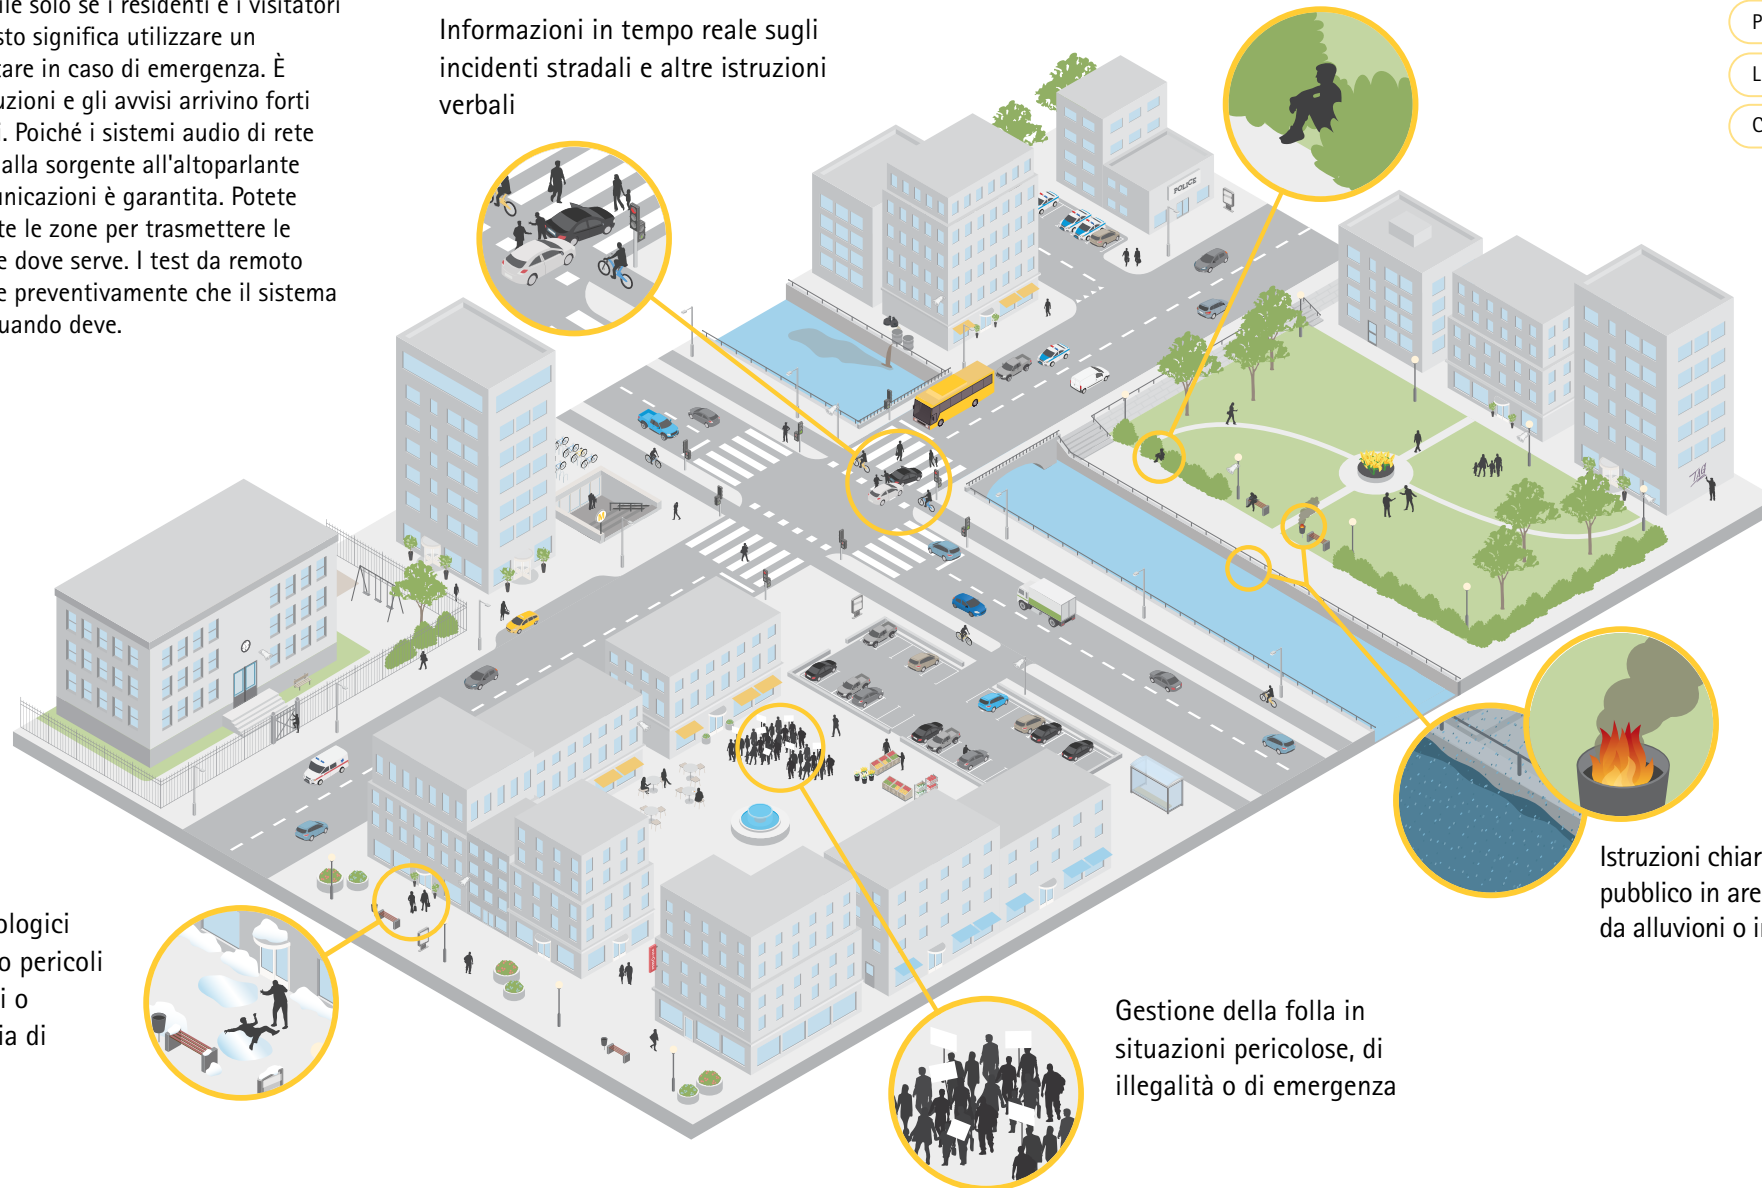 ile solo se i residenti e i visitatori
sto significa utilizzare un
tare in caso di emergenza. È
uzioni e gli avvisi arrivino forti
i. Poiché i sistemi audio di rete
alla sorgente all'altoparlante
unicazioni è garantita. Potete
te le zone per trasmettere le
e dove serve. I test da remoto
e preventivamente che il sistema
uando deve.
Informazioni in tempo reale sugli
incidenti stradali e altre istruzioni
verbali
P
L
POLICE
TAG
Istruzioni chiar
pubblico in are
da alluvioni o i
ologici
o pericoli
i o
ia di
Gestione della folla in
situazioni pericolose, di
illegalità o di emergenza